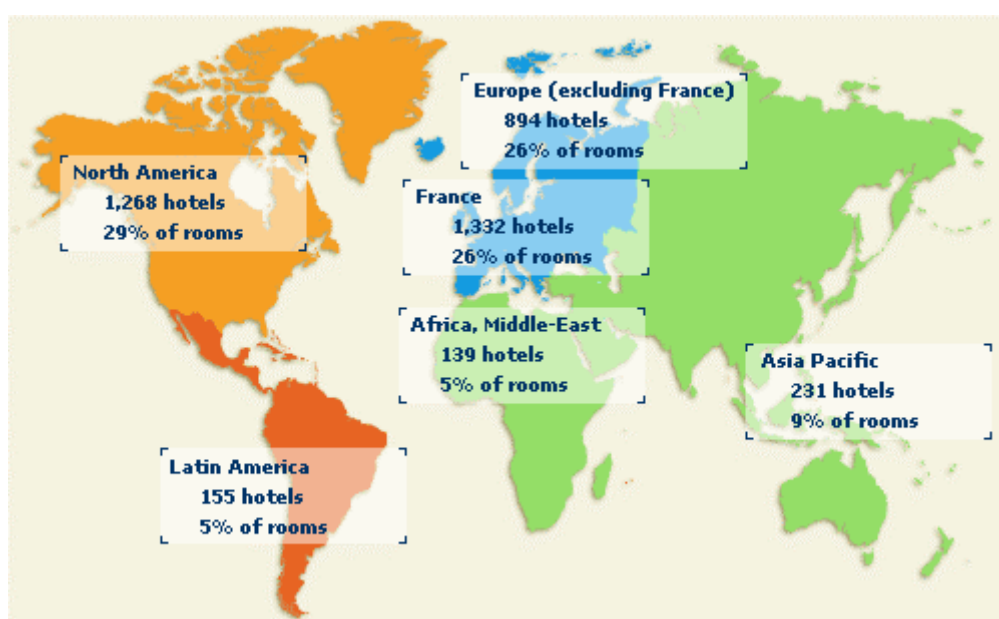 Europe (excluding France)
894 hotels
26% of rooms
North America
1,268 hotels
29% of rooms
France
1,332 hotels
26% of rooms
Africa, Middle-East
139 hotels
5% of rooms
Asia Pacific
231 hotels
9% of rooms
Latin America
155 hotels
5% of rooms